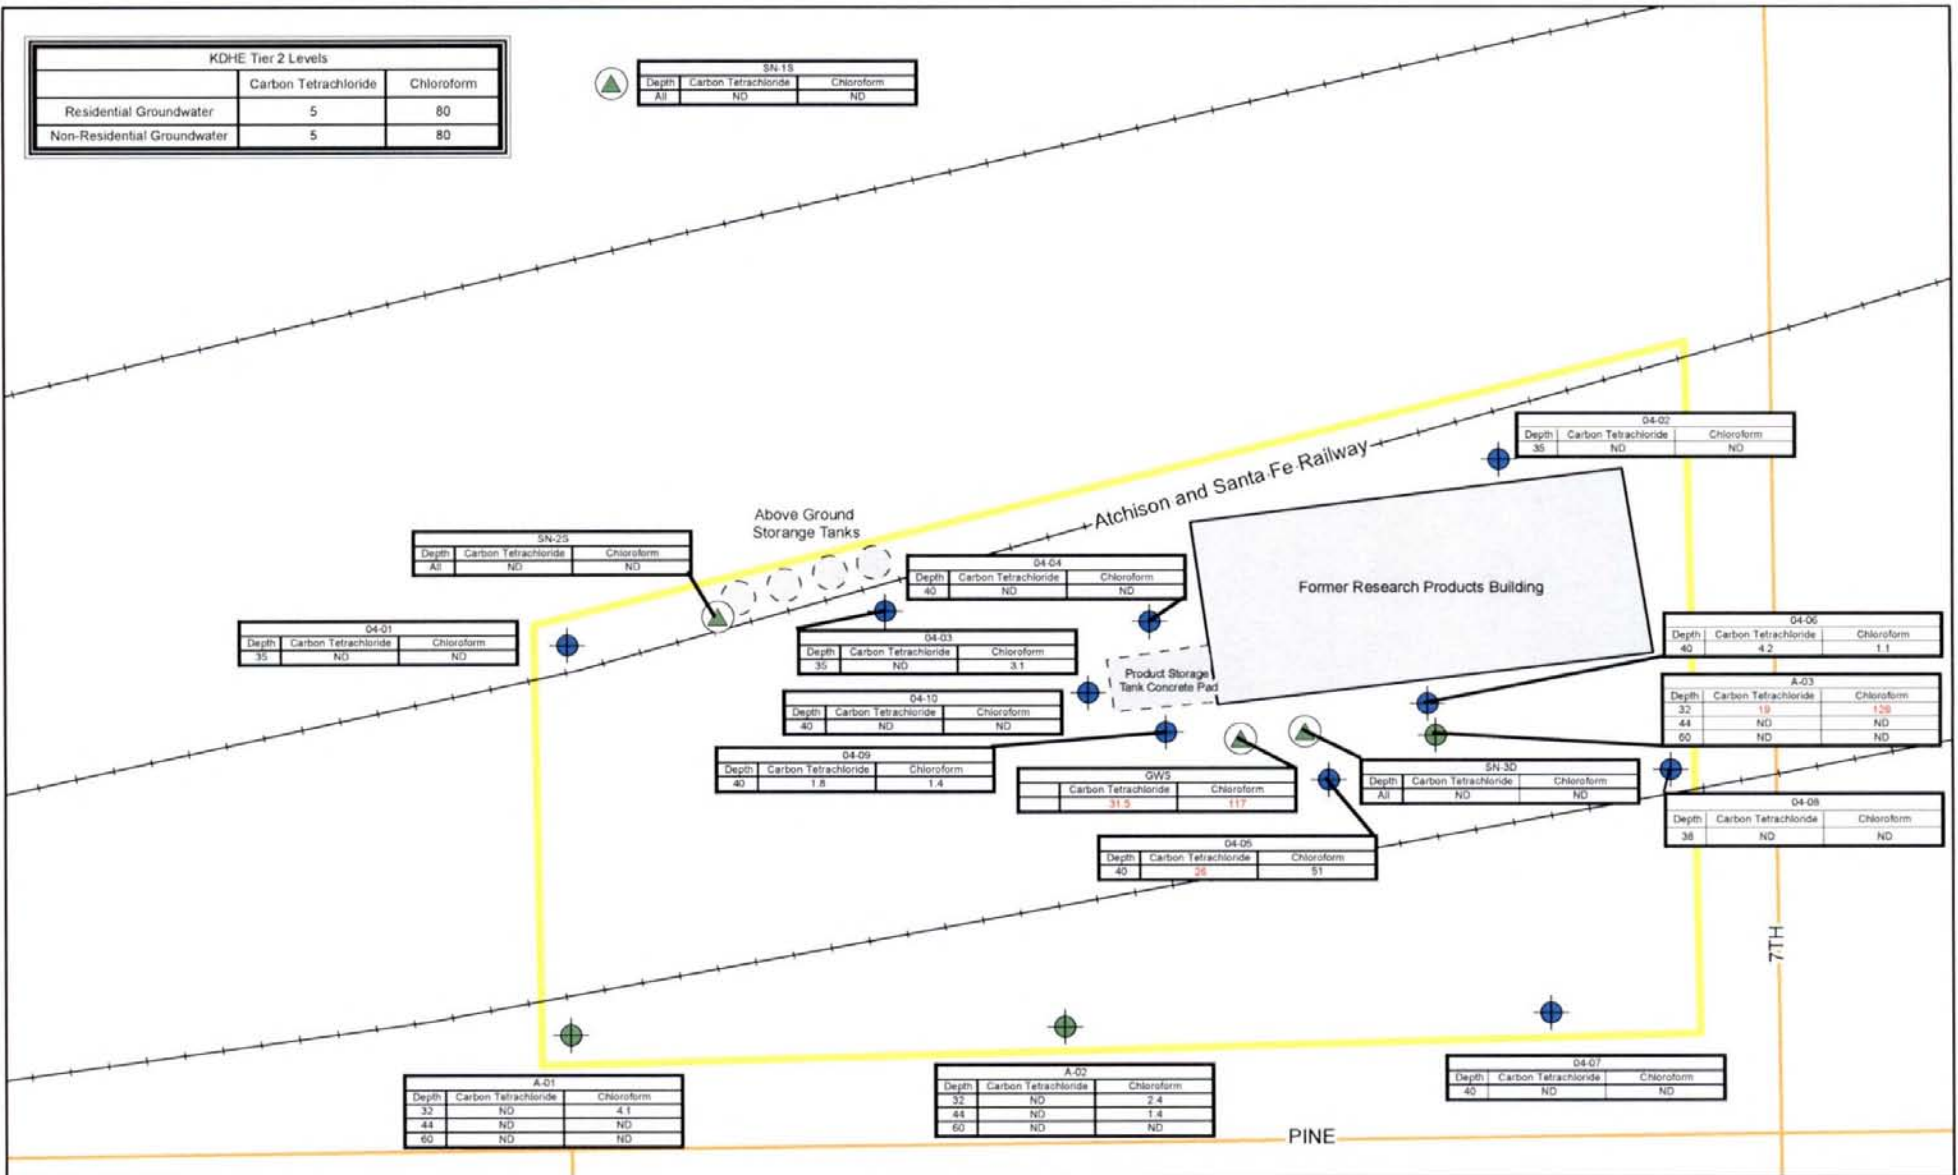 KDHE Tier 2 Levels
Carbon Tetrachloride Chloroform
Residential Groundwater 5 80
Non-Residential Groundwater 5 80
SN-1S
Depth Carbon Tetrachloride Chloroform
All ND ND
04-02
Depth Carbon Tetrachloride Chloroform
35 ND ND
Atchison and Santa Fe Railway
Above Ground
Storange Tanks
SN-2S
Depth Carbon Tetrachloride Chloroform
All ND ND
04-04
Depth Carbon Tetrachloride Chloroform
40 ND ND
Former Research Products Building
04-01
Depth Carbon Tetrachloride Chloroform
35 ND ND
04-03
Depth Carbon Tetrachloride Chloroform
35 ND 3.1
04-06
Depth Carbon Tetrachloride Chloroform
40 4.2 1.1
Product Storage
Tank Concrete Pad
04-10
Depth Carbon Tetrachloride Chloroform
40 ND ND
A-03
Depth Carbon Tetrachloride Chloroform
32 19
44 ND ND
60 ND ND
04-09
Depth Carbon Tetrachloride Chloroform
40 1.8 1.4
GWS
Carbon Tetrachloride Chloroform
31.5 117
SN-3D
Depth Carbon Tetrachloride Chloroform
All ND ND
04-08
Depth Carbon Tetrachloride Chloroform
38 ND ND
04-05
Depth Carbon Tetrachloride Chloroform
40 26 51
7TH
A-01
Depth Carbon Tetrachloride Chloroform
32 ND 4.1
44 ND ND
60 ND ND
A-02
Depth Carbon Tetrachloride Chloroform
32 ND 2.4
44 ND 1.4
60 ND ND
04-07
Depth Carbon Tetrachloride Chloroform
40 ND ND
PINE